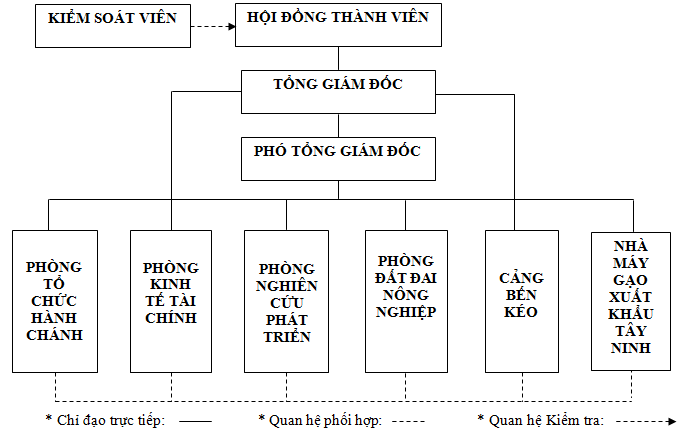 KIỂM SOÁT VIÊN
HỘI ĐỒNG THÀNH VIÊN
TỔNG GIÁM ĐỐC
PHÓ TỔNG GIÁM ĐỐC
PHÒNG
TỔ
CHỨC
HÀNH
CHÁNH
PHÒNG
KINH
TẾ TÀI
CHÍNH
PHÒNG
NGHIÊN
CỨU
PHÁT
TRIỂN
PHÒNG
ĐẤT ĐAI
NÔNG
NGHIỆP
CẢNG
BẾN
KÉO
NHÀ
MÁY
GẠO
XUẤT
KHẨU
TÂY
NINH
* Chỉ đạo trực tiếp:
* Quan hệ phối hợp:
* Quan hệ Kiểm tra: